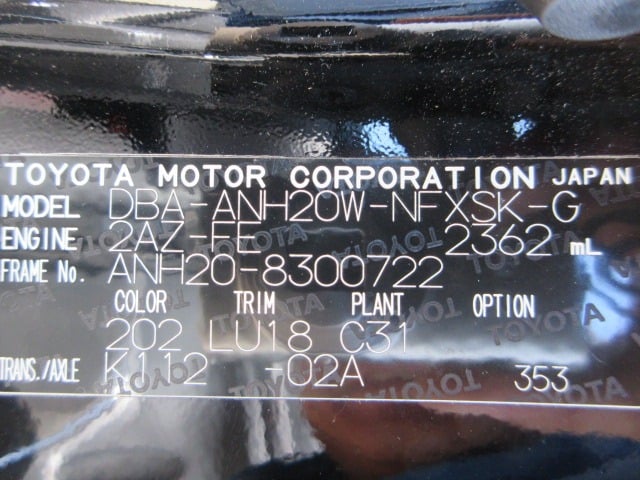 TOYOTA MOTOR CORPORATION JAPAN
MODEL DBA-ANH20W-NFXSK-G
ENGINE 2AZ-FE 2362 mL
FRAME No. ANH20-8300722
COLOR TRIM PLANT OPTION
202 LU18 C31
TRANS./AXLE K112 -02A 353